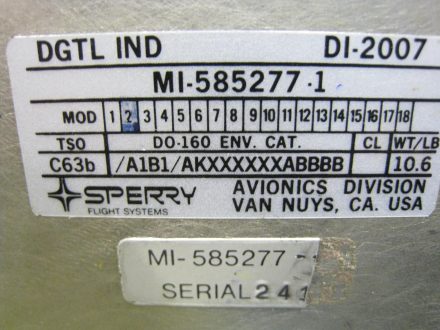 DGTL IND DI-2007
MI-585277-1
MOD 1 2 3 4 5 6 7 8 9 10 11 12 13 14 15 16 17 18
TSO DO-160 ENV. CAT. CL WT/LB
C63b /A1B1/AKXXXXXXABBBB 10.6
SPERRY AVIONICS DIVISION
FLIGHT SYSTEMS VAN NUYS, CA. USA
MI-585277-1
SERIAL 241